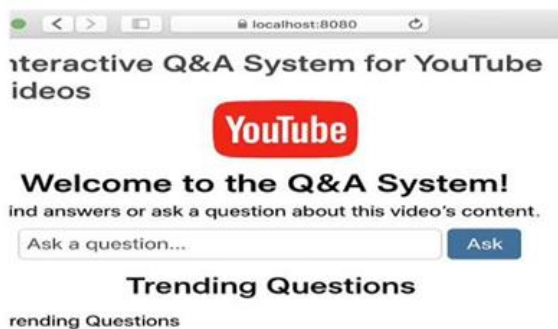 localhost:8080
nteractive Q&A System for YouTube
ideos
YouTube
Welcome to the Q&A System!
ind answers or ask a question about this video's content.
Ask a question...
Ask
Trending Questions
rending Questions